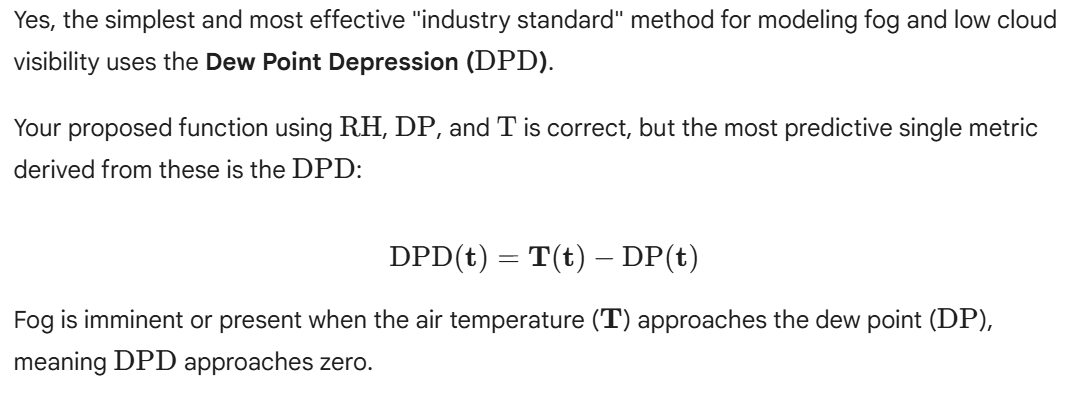 Yes, the simplest and most effective "industry standard" method for modeling fog and low cloud
visibility uses the Dew Point Depression (DPD).
Your proposed function using RH, DP, and T is correct, but the most predictive single metric
derived from these is the DPD:
DPD(t) = T(t) − DP(t)
Fog is imminent or present when the air temperature (T) approaches the dew point (DP),
meaning DPD approaches zero.